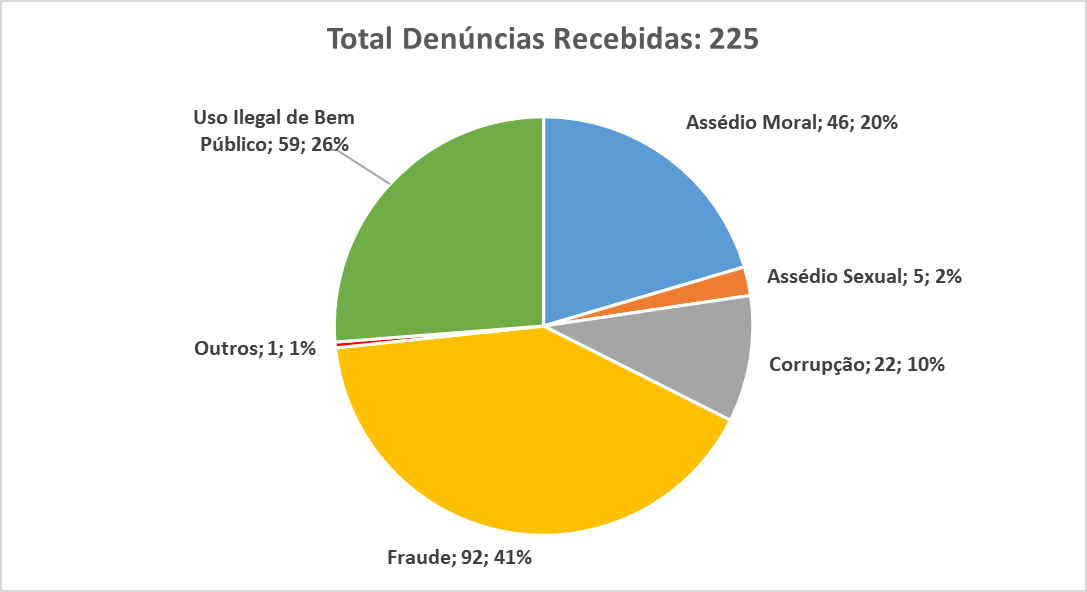 Total Denúncias Recebidas: 225
Uso Ilegal de Bem
Público; 59; 26%
Assédio Moral; 46; 20%
Assédio Sexual; 5; 2%
Outros; 1; 1%
Corrupção; 22; 10%
Fraude; 92; 41%